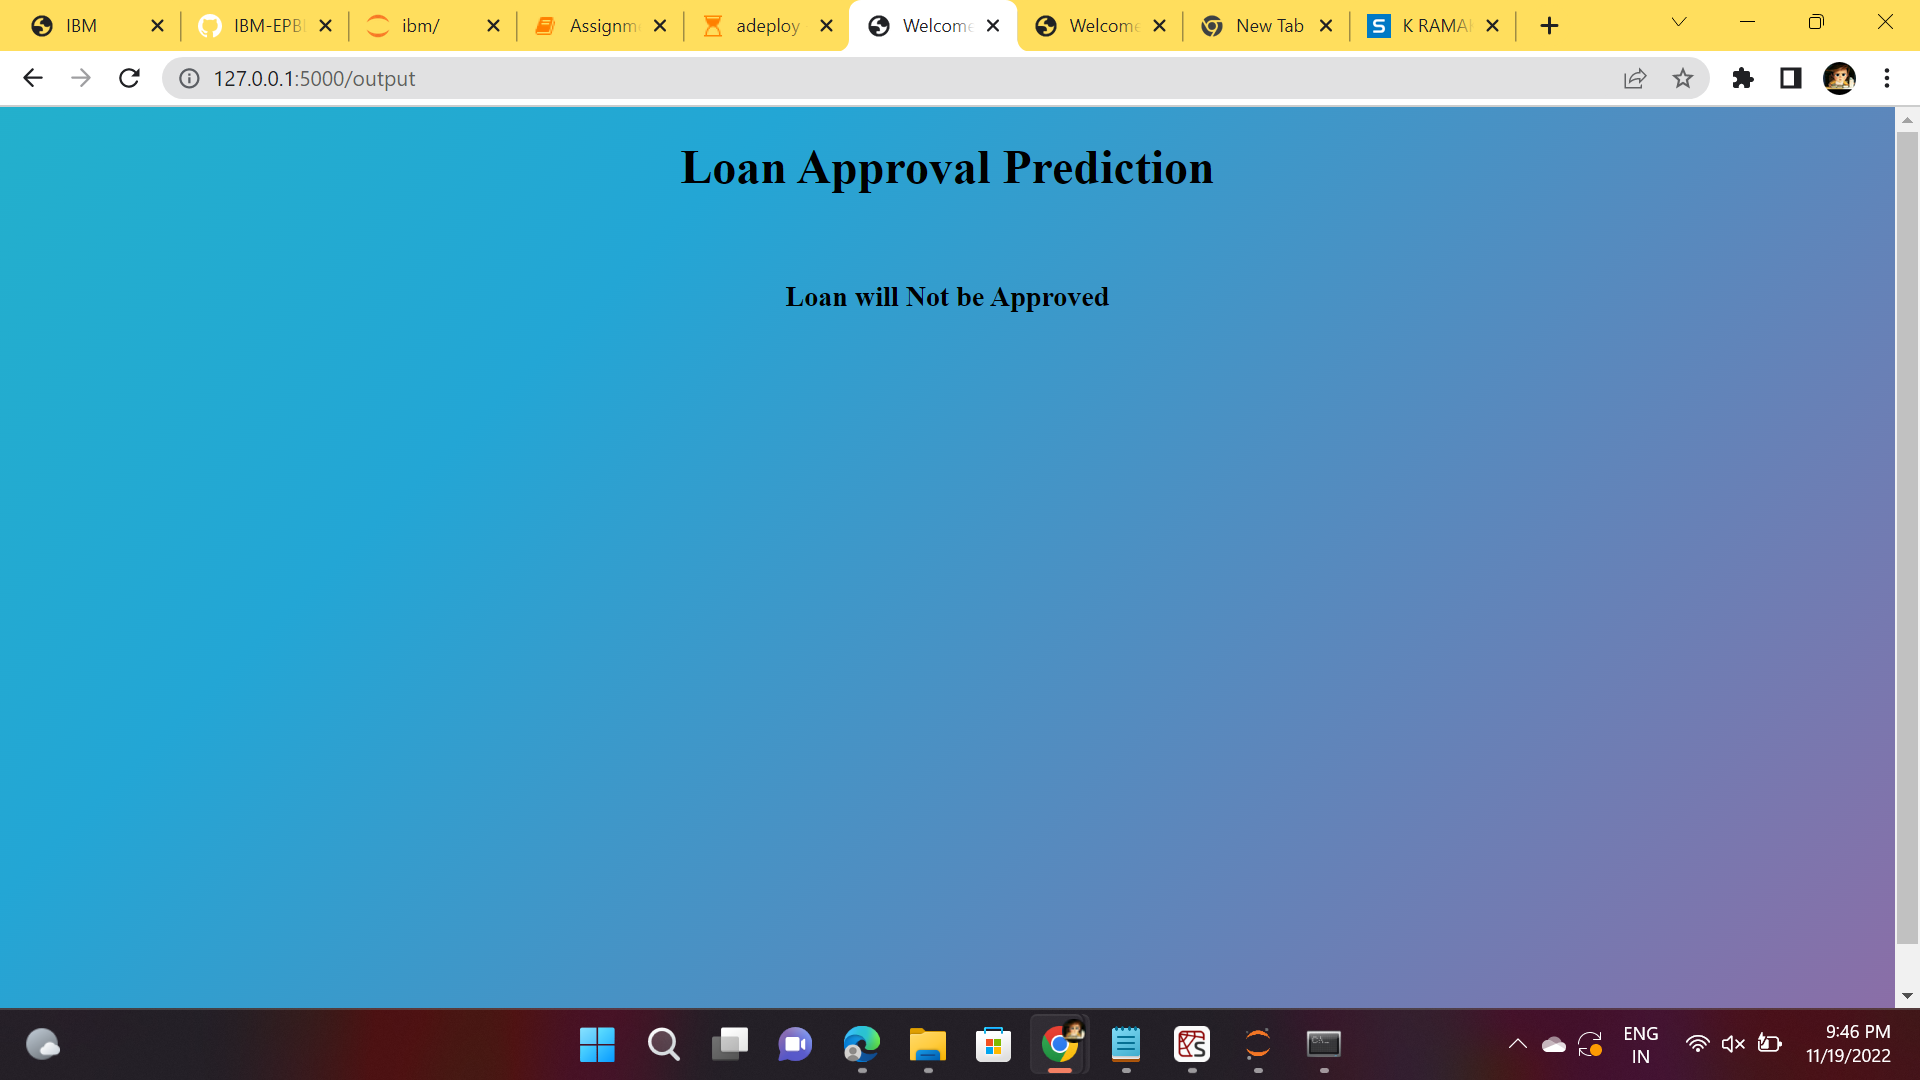 IBM
IBM-EPB
ibm/
Assignm
adeploy
Welcome
Welcome
New Tab
S
K RAMA
127.0.0.1:5000/output
Loan Approval Prediction
Loan will Not be Approved
ENG
IN
9:46 PM
11/19/2022